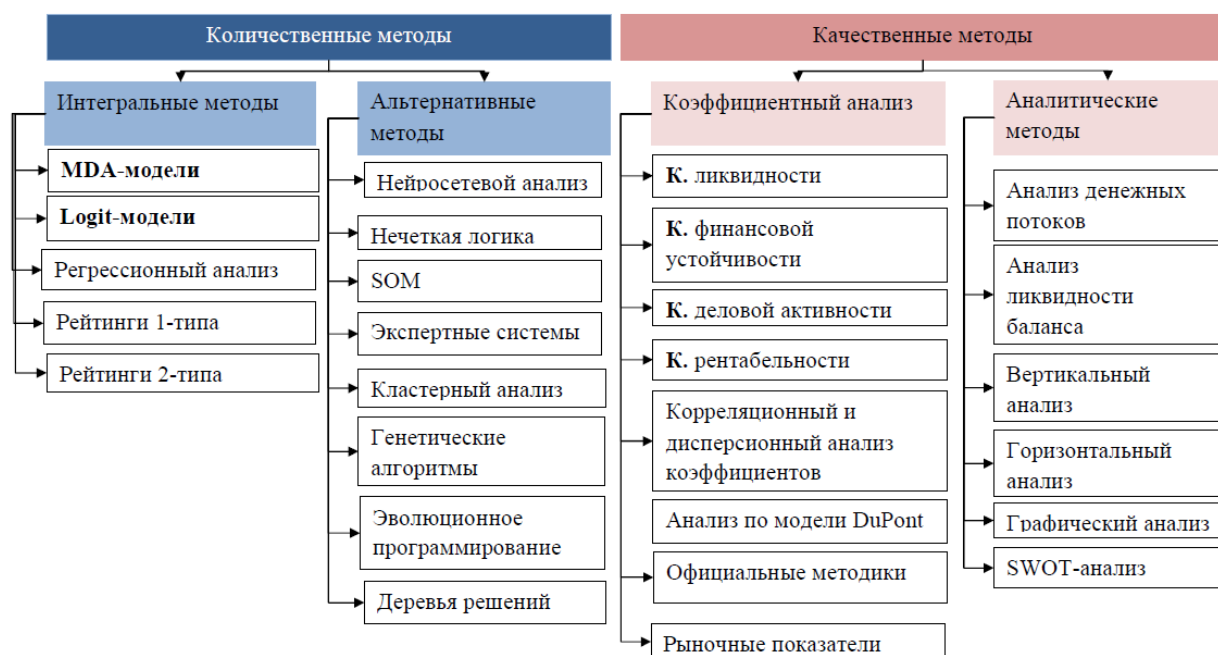 Количественные методы
Качественные методы
Интегральные методы
MDA-модели
Logit-модели
Регрессионный анализ
Рейтинги 1-типа
Рейтинги 2-типа
Альтернативные
методы
Нейросетевой анализ
Нечеткая логика
SOM
Экспертные системы
Кластерный анализ
Генетические
алгоритмы
Эволюционное
программирование
Деревья решений
Коэффициентный анализ
К. ликвидности
К. финансовой
устойчивости
К. деловой активности
К. рентабельности
Корреляционный и
дисперсионный анализ
коэффициентов
Анализ по модели DuPont
Официальные методики
Рыночные показатели
Аналитические
методы
Анализ денежных
потоков
Анализ
ликвидности
баланса
Вертикальный
анализ
Горизонтальный
анализ
Графический анализ
SWOT-анализ